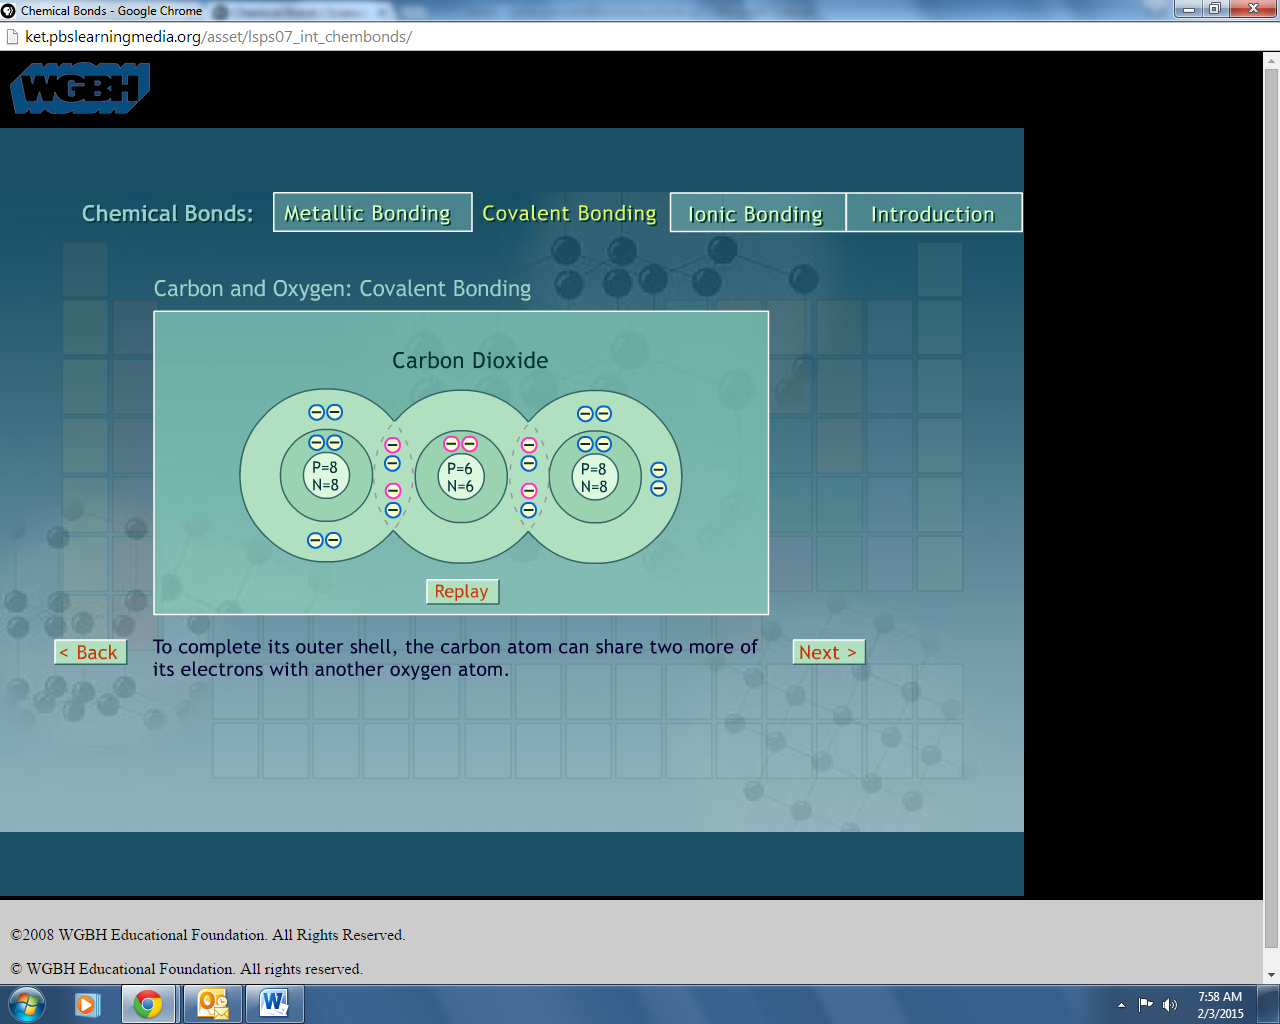 Chemical Bonds - Google Chrome
ket.pbslearningmedia.org/asset/lsps07_int_chembonds/
WGBH
Chemical Bonds:
Metallic Bonding
Covalent Bonding
Ionic Bonding
Introduction
Carbon and Oxygen: Covalent Bonding
Carbon Dioxide
P=8
N=8
P=6
N=6
P=8
N=8
Replay
< Back
To complete its outer shell, the carbon atom can share two more of
its electrons with another oxygen atom.
Next >
©2008 WGBH Educational Foundation. All Rights Reserved.
© WGBH Educational Foundation. All rights reserved.
7:58 AM
2/3/2015